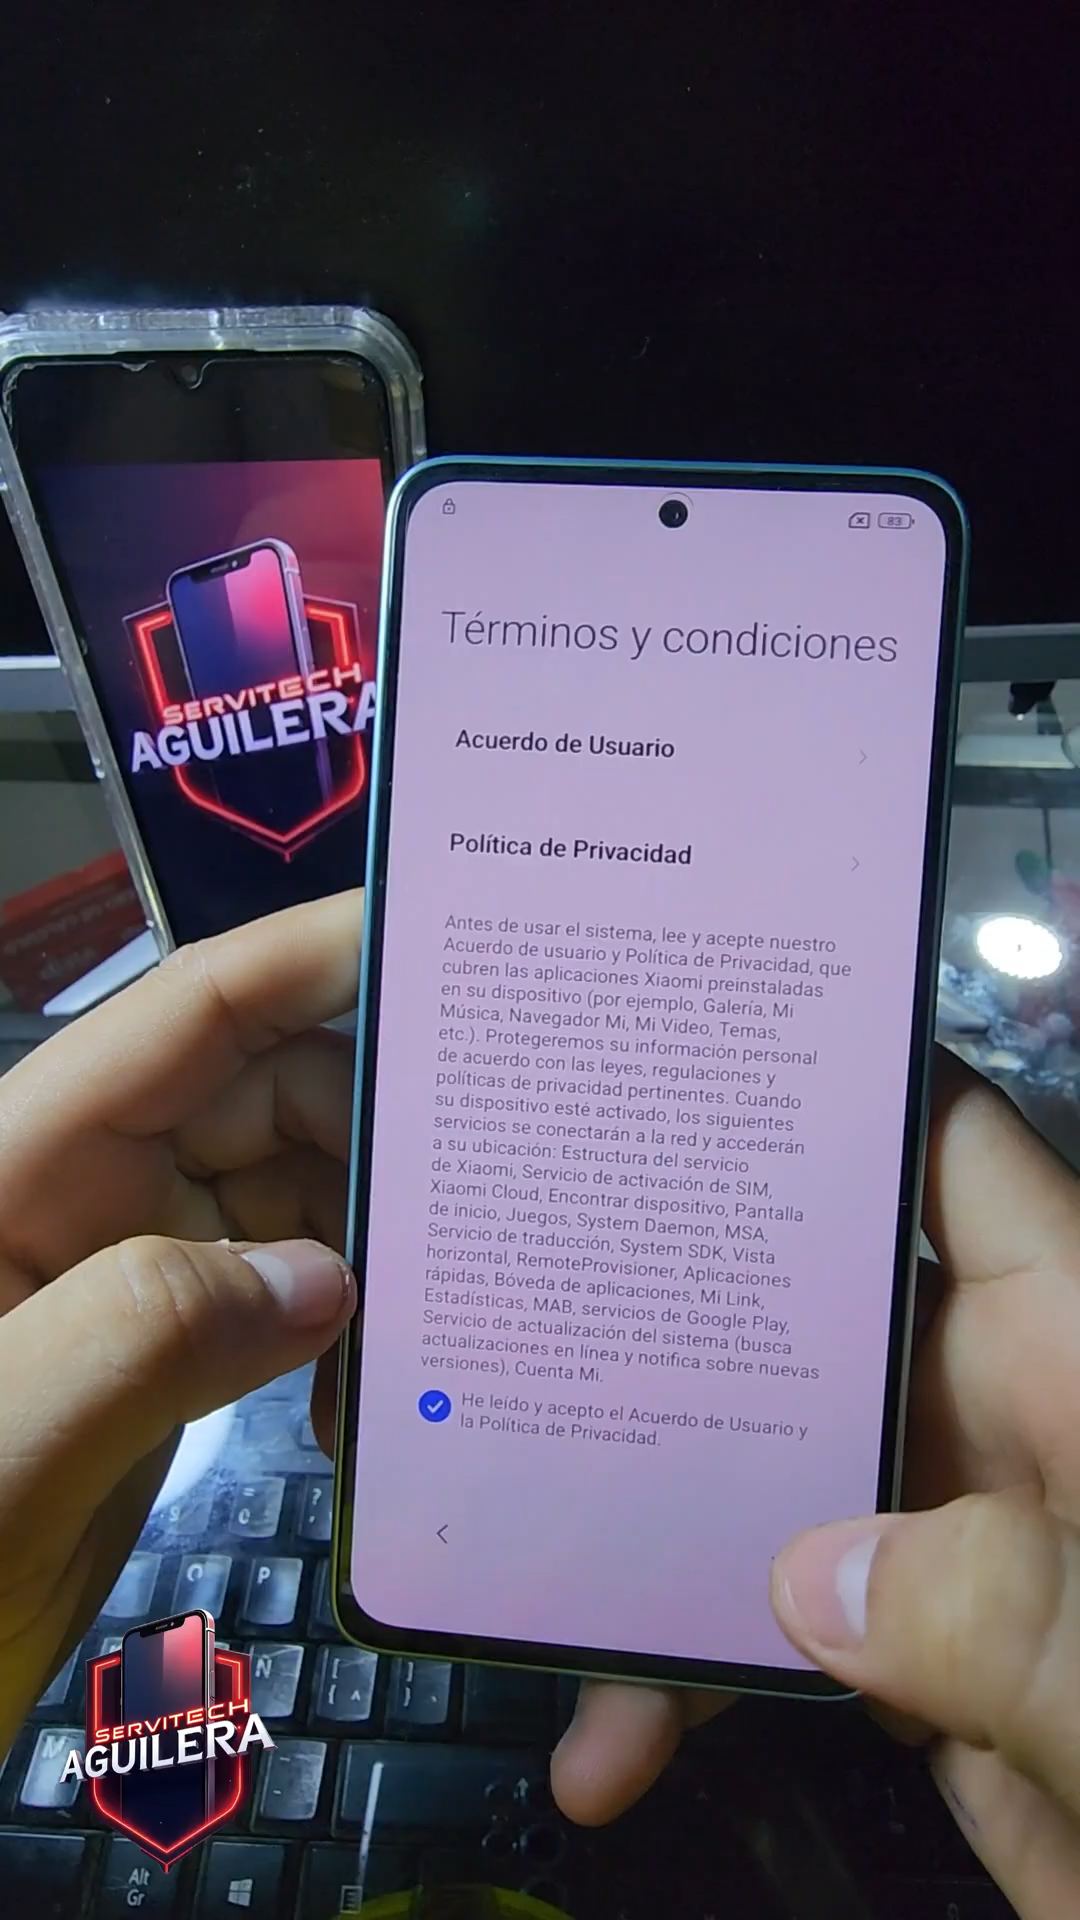 83
Términos y condiciones
Acuerdo de Usuario
Política de Privacidad
Antes de usar el sistema, lee y acepte nuestro
Acuerdo de usuario y Política de Privacidad, que
cubren las aplicaciones Xiaomi preinstaladas
en su dispositivo (por ejemplo, Galería, Mi
Música, Navegador Mi, Mi Video, Temas,
etc.). Protegeremos su información personal
de acuerdo con las leyes, regulaciones y
políticas de privacidad pertinentes. Cuando
su dispositivo esté activado, los siguientes
servicios se conectarán a la red y accederán
a su ubicación: Estructura del servicio
de Xiaomi, Servicio de activación de SIM,
Xiaomi Cloud, Encontrar dispositivo, Pantalla
de inicio, Juegos, System Daemon, MSA,
Servicio de traducción, System SDK, Vista
horizontal, RemoteProvisioner, Aplicaciones
rápidas, Bóveda de aplicaciones, Mi Link,
Estadísticas, MAB, servicios de Google Play,
Servicio de actualización del sistema (busca
actualizaciones en línea y notifica sobre nuevas
versiones), Cuenta Mi.
He leído y acepto el Acuerdo de Usuario y
la Política de Privacidad.
SERVITECH
AGUILERA
= 0
?
P
Ñ
[
{ ^
]
}
M
Alt
Gr
SERVITECH
AGUILERA